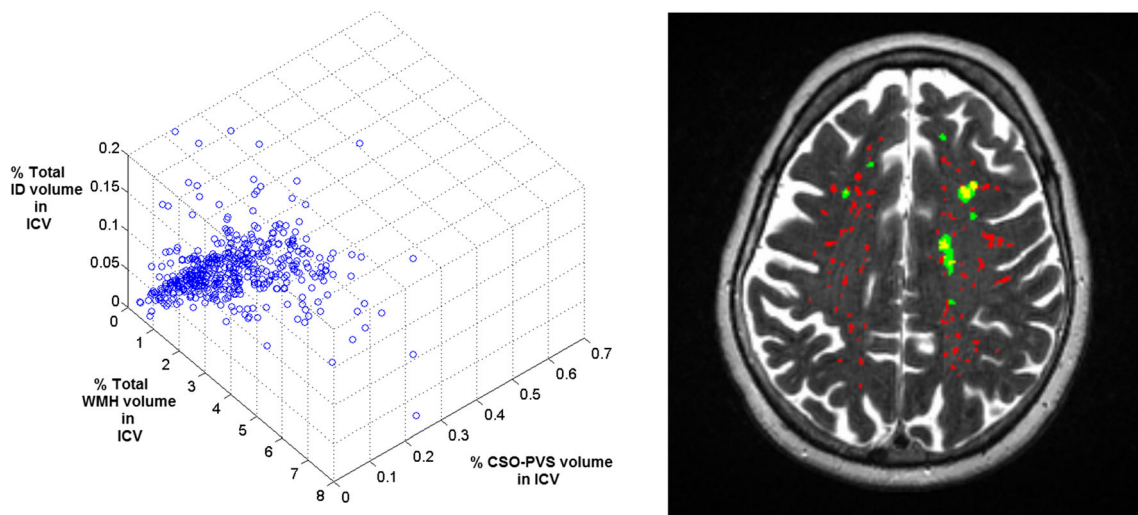 % Total
ID volume
in
ICV
0.2
0.15
0.1
0.05
0
0
1
2
3
4
5
6
7
8
% Total
WMH volume
in
ICV
0
0.1
0.2
0.3
0.4
0.5
0.6
0.7
% CSO-PVS volume
in ICV